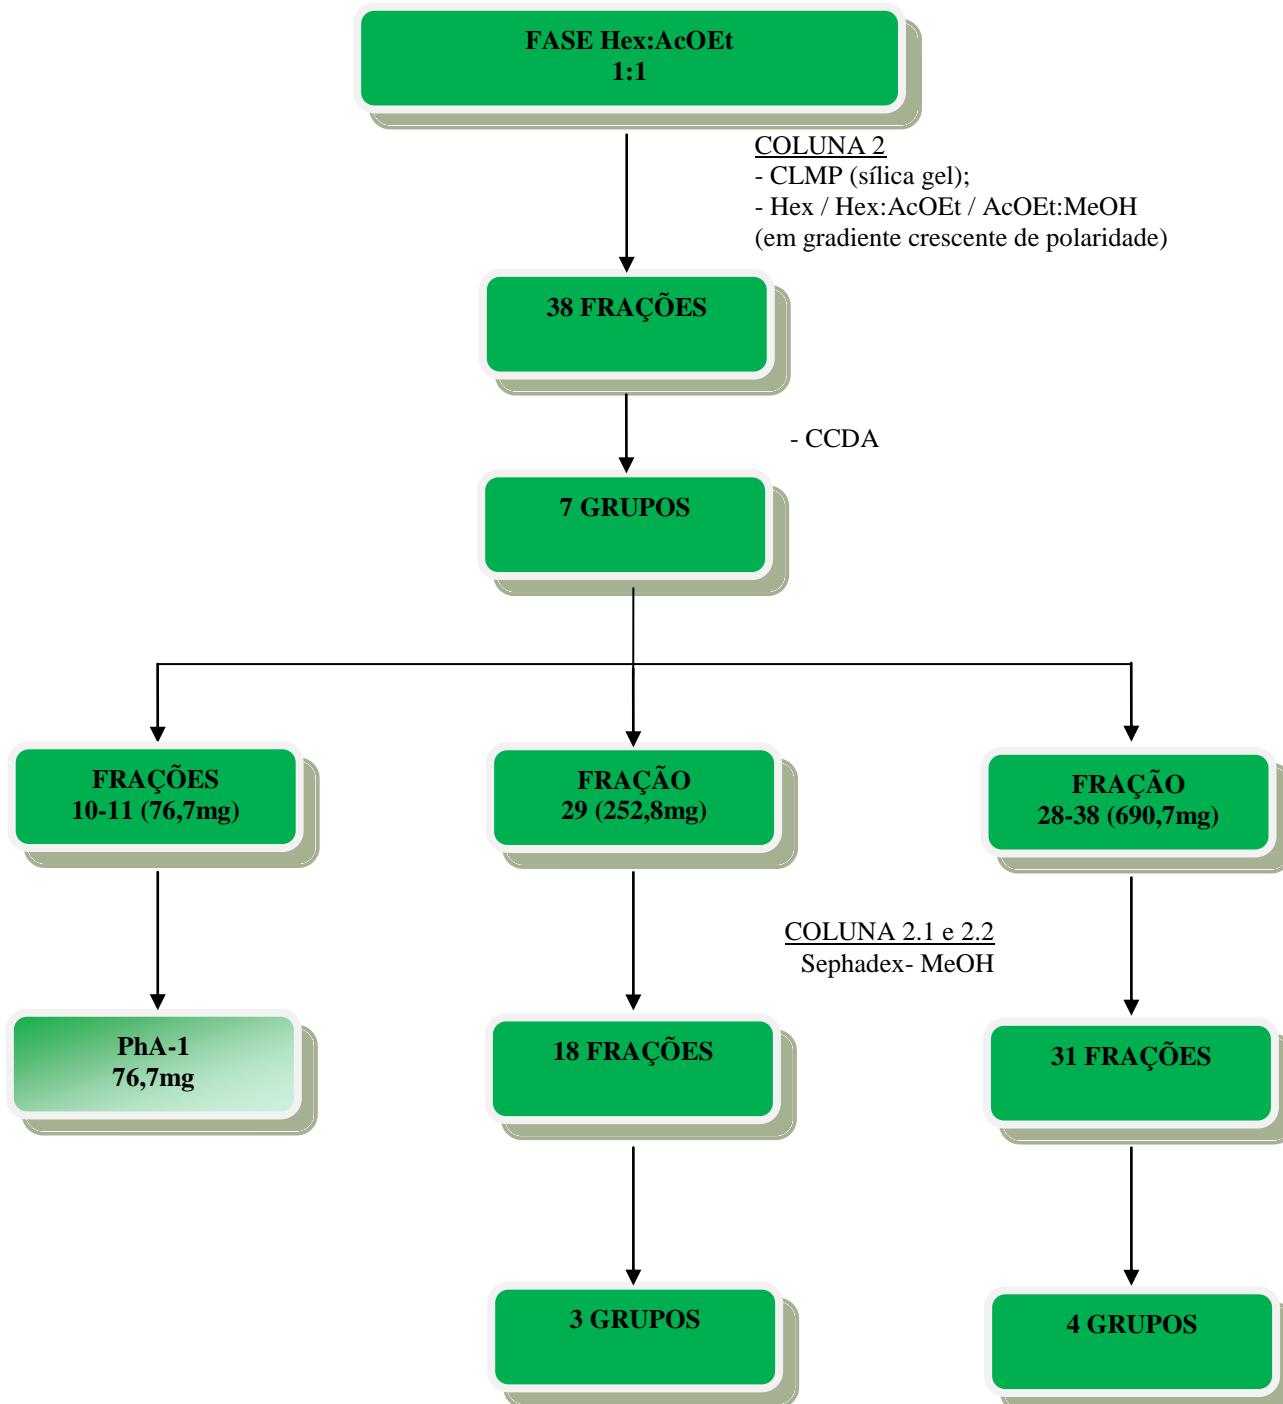 FASE Hex:AcOEt
1:1
COLUNA 2
- CLMP (sílica gel);
- Hex / Hex:AcOEt / AcOEt:MeOH
(em gradiente crescente de polaridade)
38 FRAÇÕES
- CCDA
7 GRUPOS
FRAÇÕES
10-11 (76,7mg)
FRAÇÃO
29 (252,8mg)
FRAÇÃO
28-38 (690,7mg)
COLUNA 2.1 e 2.2
Sephadex- MeOH
PhA-1
76,7mg
18 FRAÇÕES
31 FRAÇÕES
3 GRUPOS
4 GRUPOS